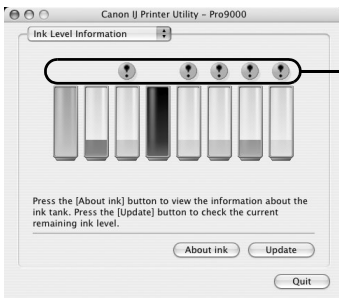 Canon IJ Printer Utility – Pro9000
Ink Level Information
Press the [About ink] button to view the information about the
ink tank. Press the [Update] button to check the current
remaining ink level.
About ink Update
Quit